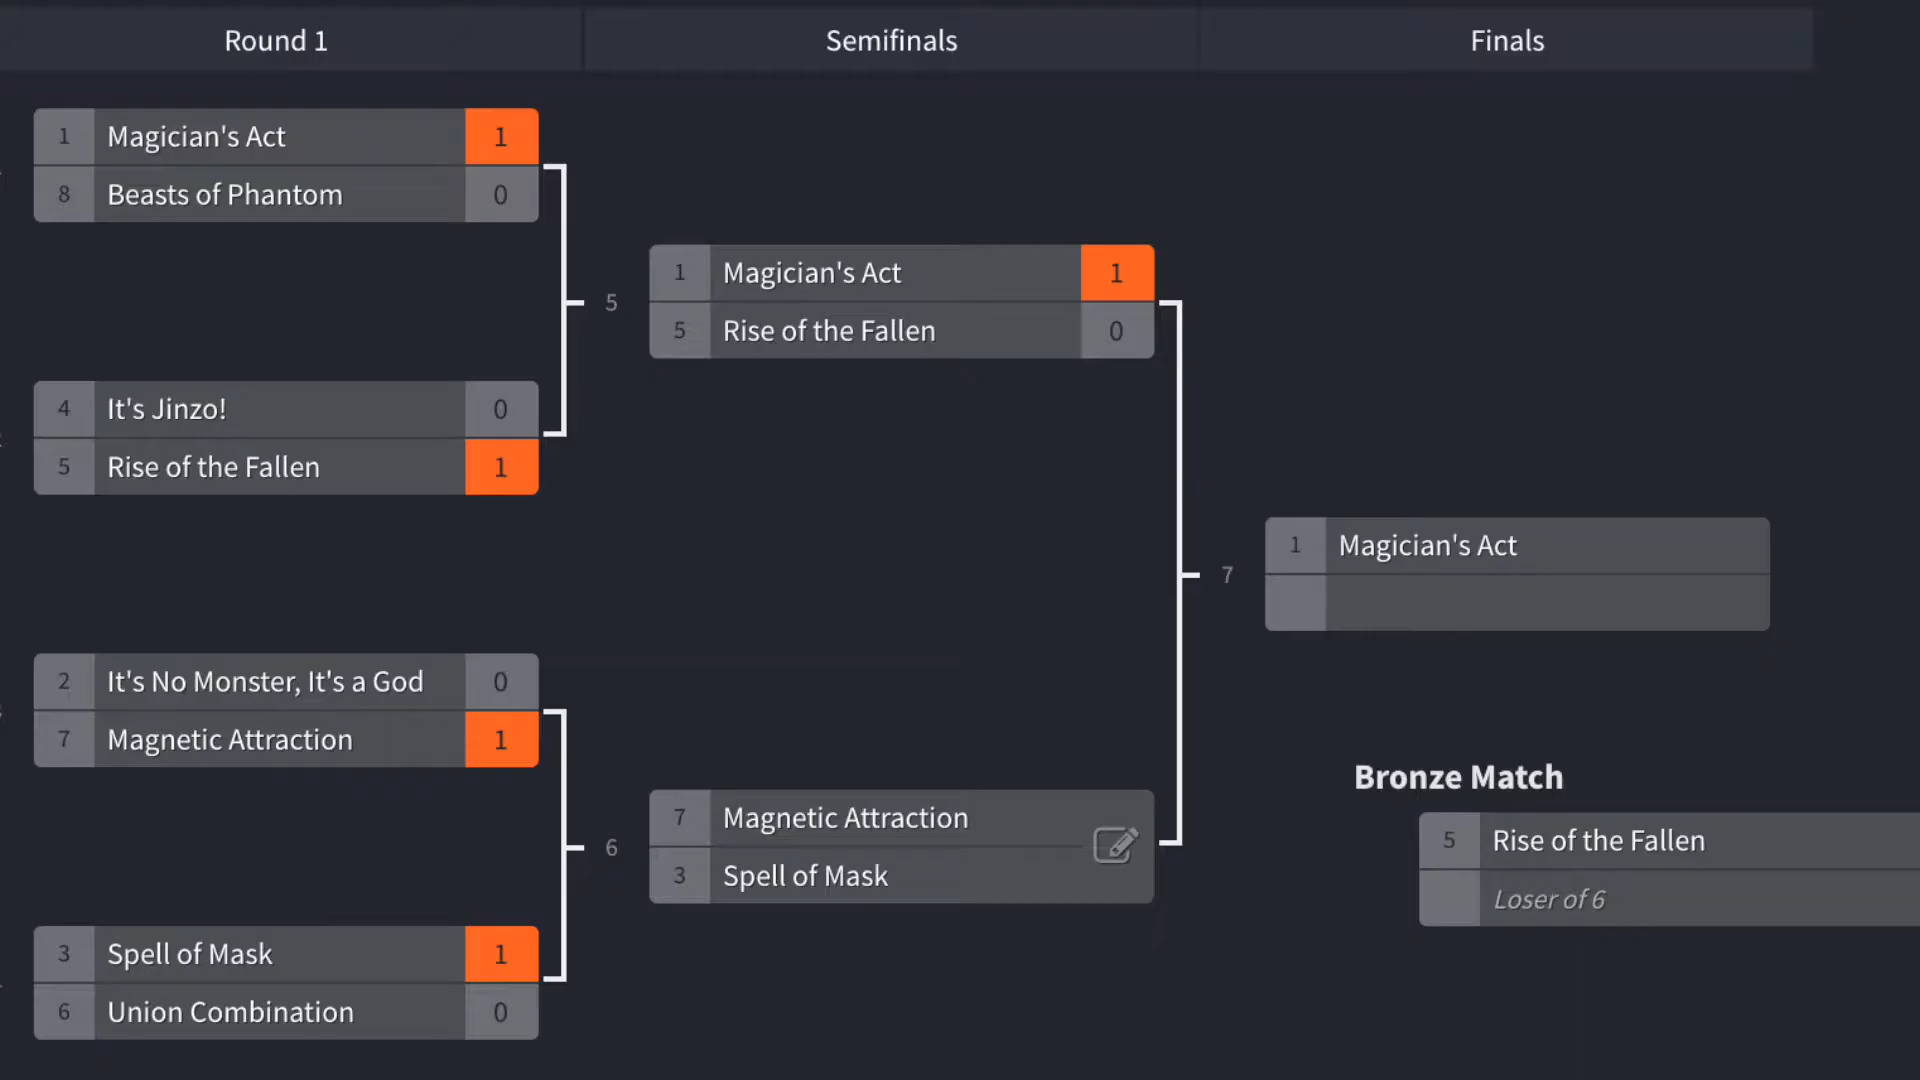 Round 1
Semifinals
Finals
1 Magician's Act 1
8 Beasts of Phantom 0
4 It's Jinzo! 0
5 Rise of the Fallen 1
2 It's No Monster, It's a God 0
7 Magnetic Attraction 1
3 Spell of Mask 1
6 Union Combination 0
5
1 Magician's Act 1
5 Rise of the Fallen 0
6
7 Magnetic Attraction
3 Spell of Mask
7
1 Magician's Act
Bronze Match
5 Rise of the Fallen
Loser of 6